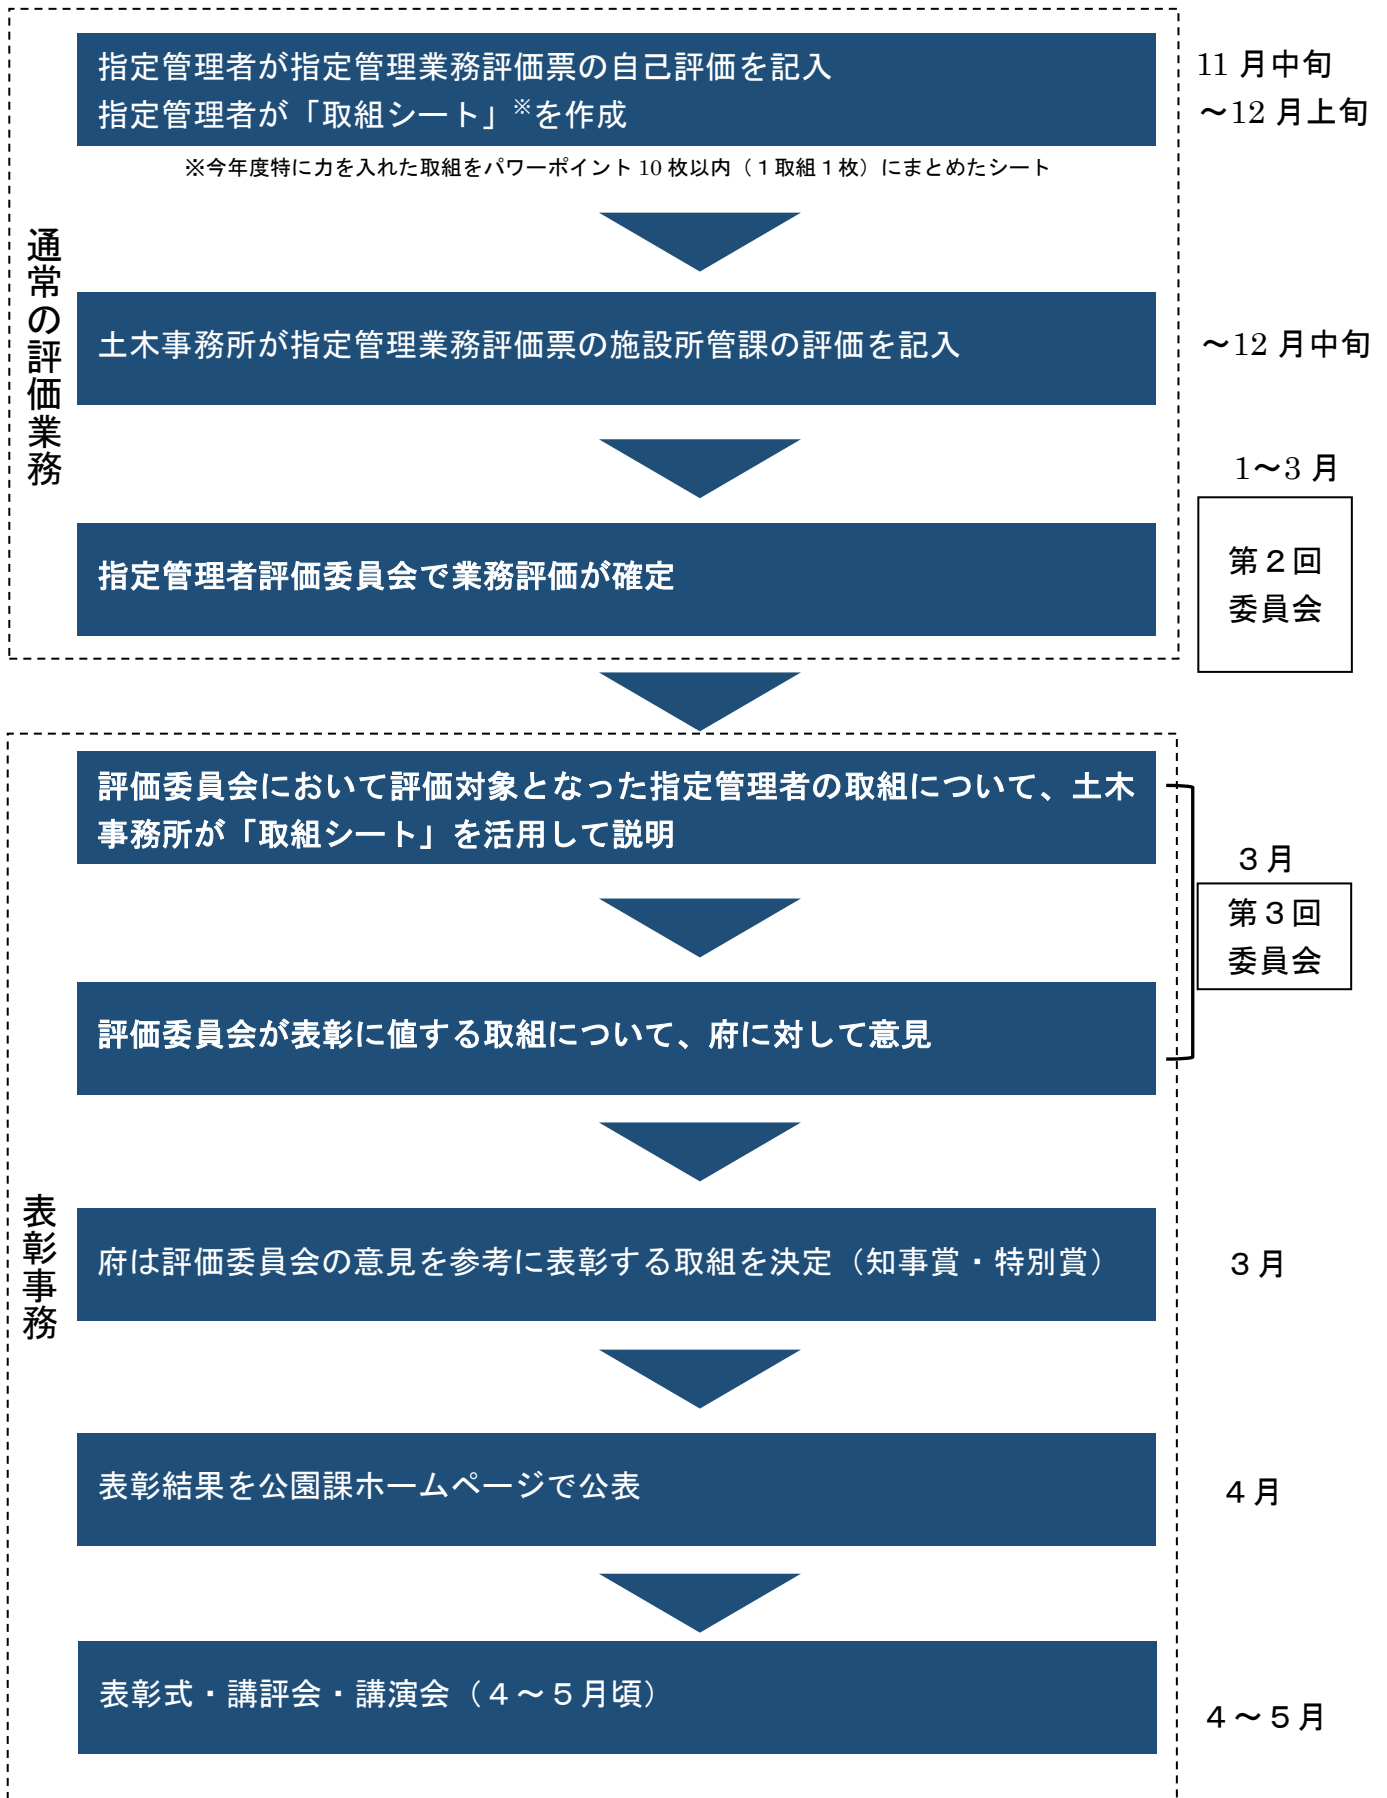 指定管理者が指定管理業務評価票の自己評価を記入
指定管理者が「取組シート」※を作成
11 月中旬
～12 月上旬
※今年度特に力を入れた取組をパワーポイント 10 枚以内（１取組１枚）にまとめたシート
通常の評価業務
土木事務所が指定管理業務評価票の施設所管課の評価を記入
～12 月中旬
1～3 月
指定管理者評価委員会で業務評価が確定
第２回
委員会
評価委員会において評価対象となった指定管理者の取組について、土木
事務所が「取組シート」を活用して説明
３月
第３回
委員会
評価委員会が表彰に値する取組について、府に対して意見
表彰事務
府は評価委員会の意見を参考に表彰する取組を決定（知事賞・特別賞）
３月
表彰結果を公園課ホームページで公表
４月
表彰式・講評会・講演会（４～５月頃）
４～５月